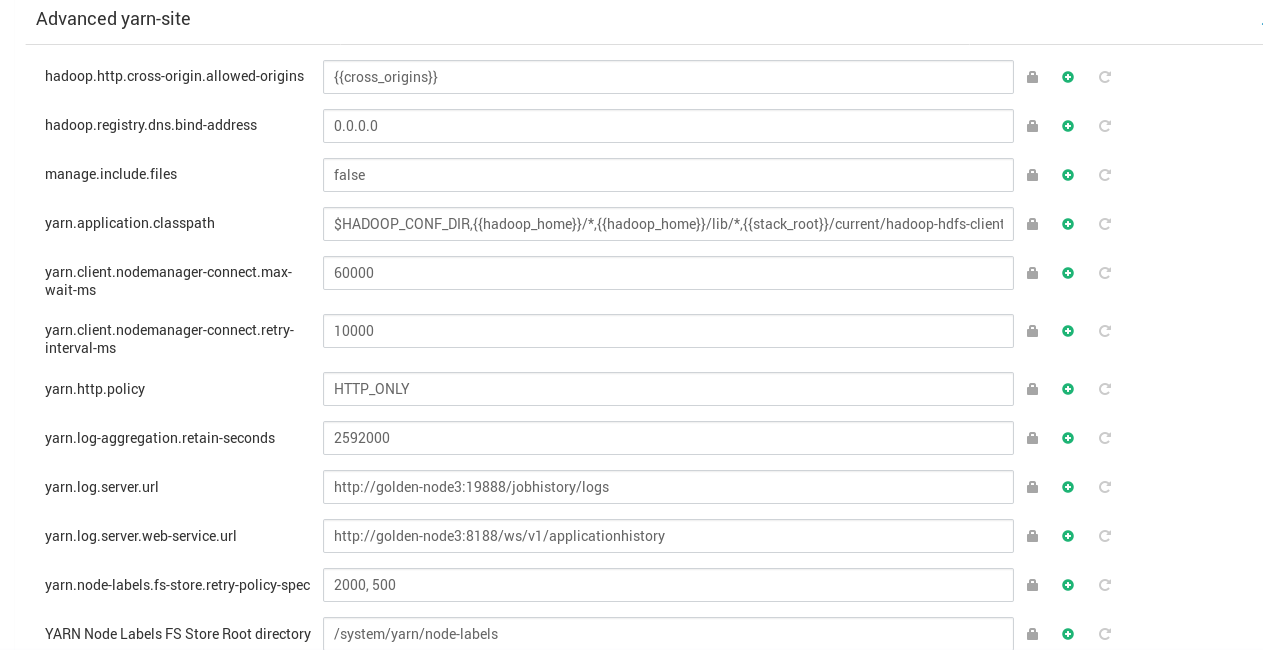 Advanced yarn-site
hadoop.http.cross-origin.allowed-origins
{{cross_origins}}
hadoop.registry.dns.bind-address
0.0.0.0
manage.include.files
false
yarn.application.classpath
$HADOOP_CONF_DIR,{{hadoop_home}}/*,{{hadoop_home}}/lib/*,{{stack_root}}/current/hadoop-hdfs-client
yarn.client.nodemanager-connect.max-
wait-ms
60000
yarn.client.nodemanager-connect.retry-
interval-ms
10000
yarn.http.policy
HTTP_ONLY
yarn.log-aggregation.retain-seconds
2592000
yarn.log.server.url
http://golden-node3:19888/jobhistory/logs
yarn.log.server.web-service.url
http://golden-node3:8188/ws/v1/applicationhistory
yarn.node-labels.fs-store.retry-policy-spec
2000, 500
YARN Node Labels FS Store Root directory
/system/yarn/node-labels